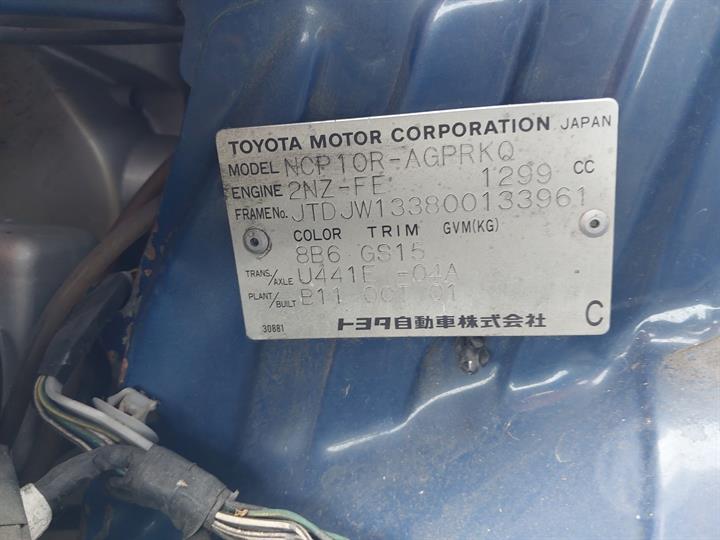 TOYOTA MOTOR CORPORATION JAPAN
MODEL NCP10R-AGPRKQ
ENGINE 2NZ-FE 1299 CC
FRAME No. JTDJW133800133961
COLOR TRIM GVM(KG)
8B6 GS15
TRANS./AXLE U441E -04A
PLANT/BUILT B11 OCT 01
30881 トヨタ自動車株式会社 C